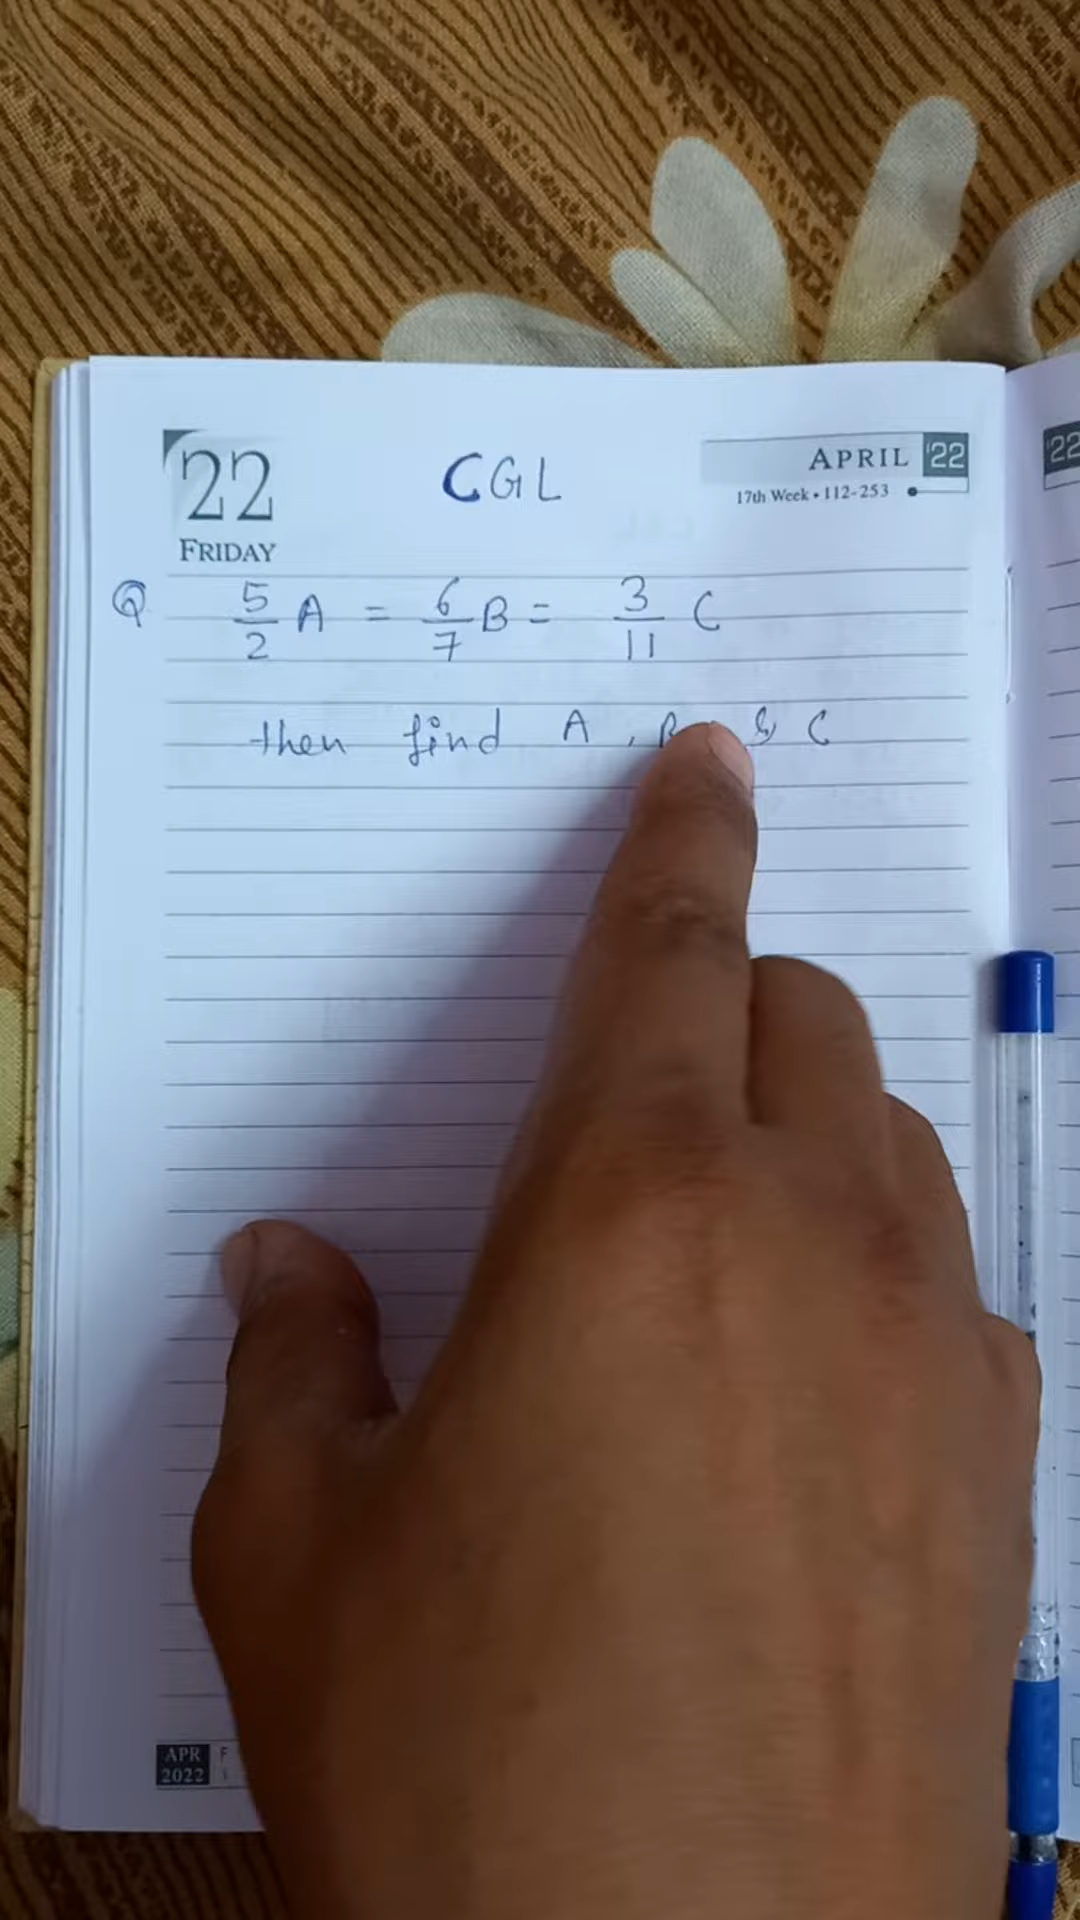 22 CGL APRIL '22
17th Week • 112-253
FRIDAY
Q 5/2 A = 6/7 B = 3/11 C
then find A, B & C
'22
APR F
2022